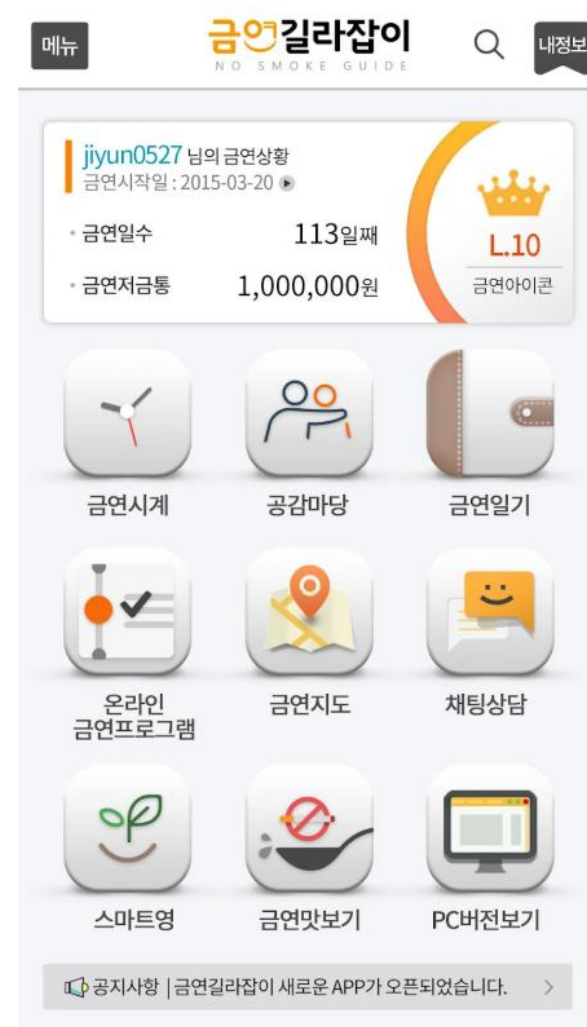 메뉴
금연길라잡이
NO SMOKE GUIDE
내정보
jiyun0527 님의 금연상황
금연시작일 : 2015-03-20
L.10
금연아이콘
· 금연일수 113일째
· 금연저금통 1,000,000원
금연시계 공감마당 금연일기
온라인
금연프로그램
금연지도
채팅상담
스마트영 금연맛보기 PC버전보기
공지사항 | 금연길라잡이 새로운 APP가 오픈되었습니다. >